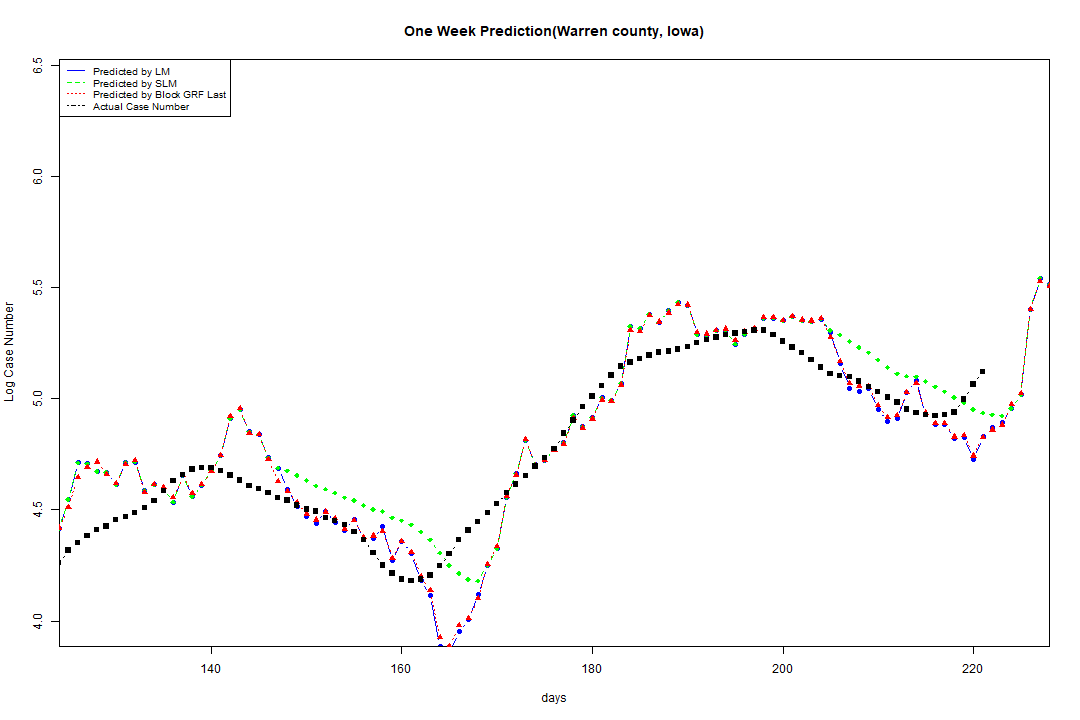 One Week Prediction(Warren county, Iowa)
Predicted by LM
Predicted by SLM
Predicted by Block GRF Last
Actual Case Number
6.5
6.0
5.5
5.0
4.5
4.0
Log Case Number
140 160 180 200 220
days